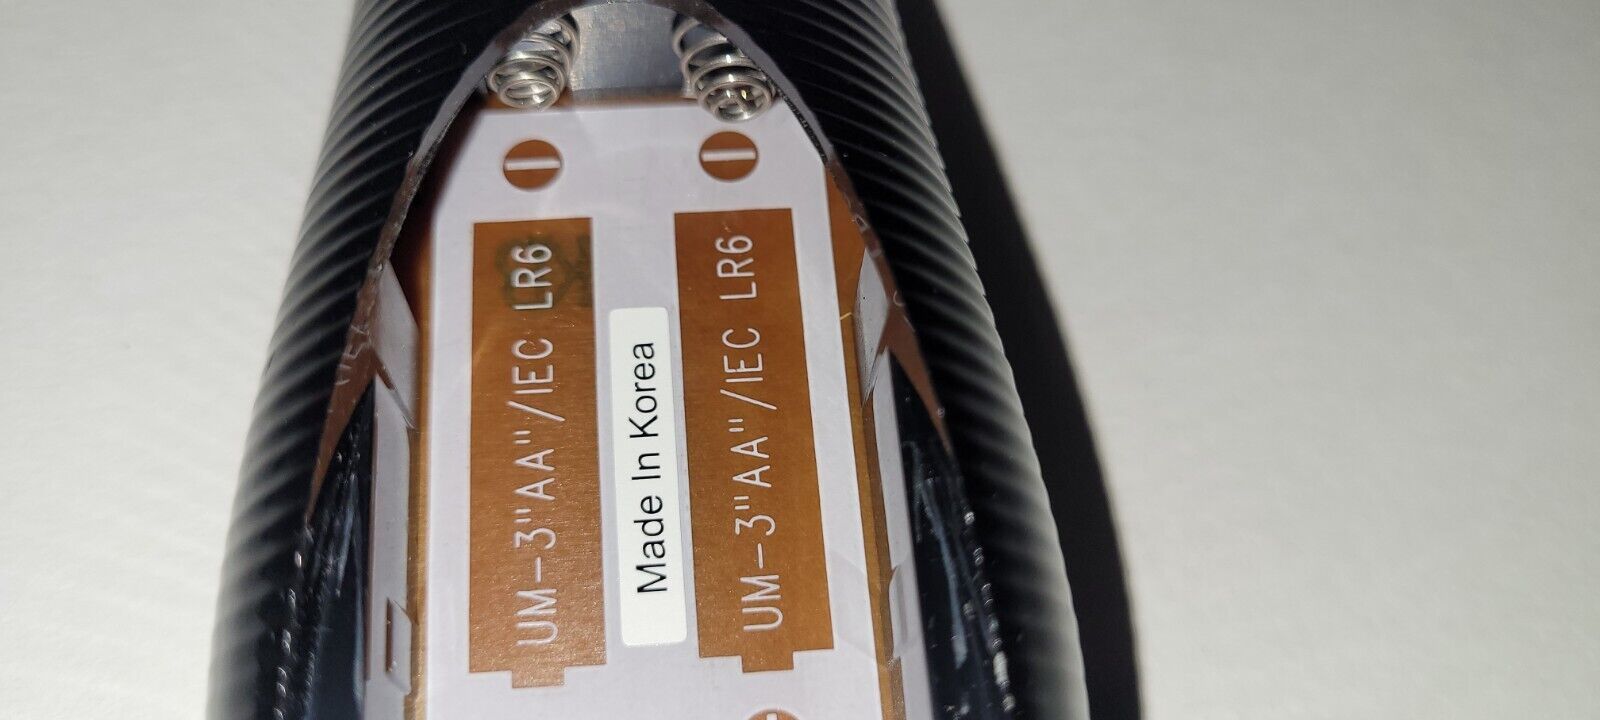 UM-3"AA"/IEC LR6
Made In Korea
UM-3"AA"/IEC LR6